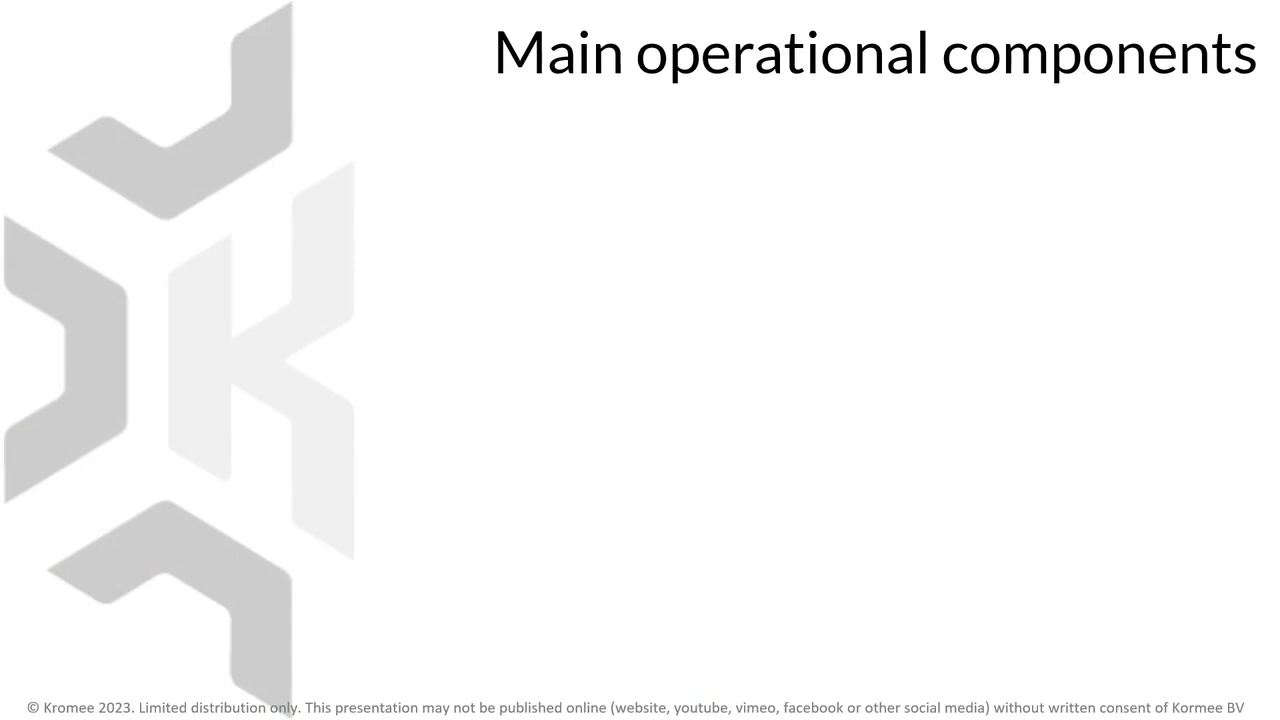 Main operational components
© Kromee 2023. Limited distribution only. This presentation may not be published online (website, youtube, vimeo, facebook or other social media) without written consent of Kormee BV